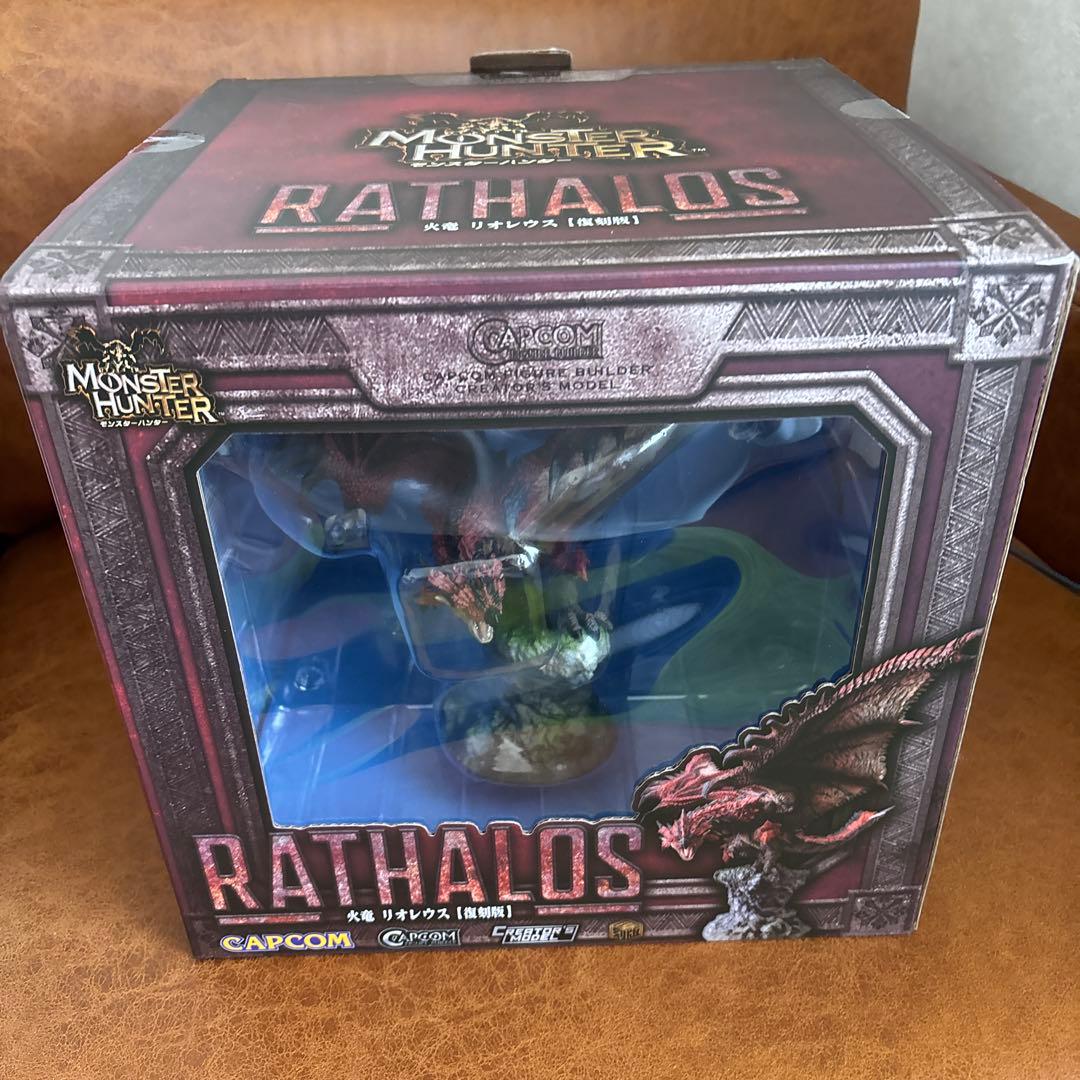 MONSTER
HUNTER™
モンスターハンター
RATHALOS
火竜 リオレウス【復刻版】
CAPCOM
CAPCOM FIGURE BUILDER
CREATOR'S MODEL
MONSTER
HUNTER
モンスターハンター
RATHALOS
火竜 リオレウス【復刻版】
CAPCOM
CAPCOM
CREATOR'S
MODEL